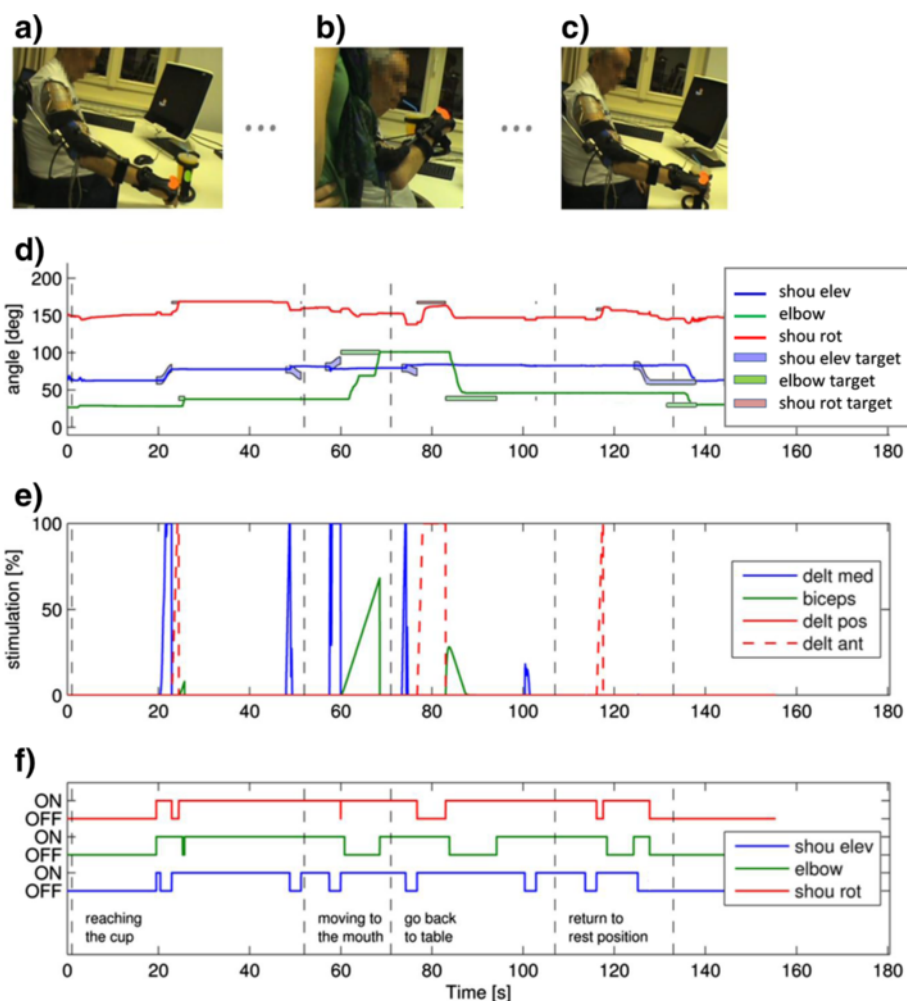 a)
b)
c)
...
...
d)
200
150
100
50
0
angle [deg]
0 20 40 60 80 100 120 140 160 180
shou elev
elbow
shou rot
shou elev target
elbow target
shou rot target
e)
100
50
0
stimulation [%]
0 20 40 60 80 100 120 140 160 180
delt med
biceps
delt pos
delt ant
f)
ON
OFF
ON
OFF
ON
OFF
shou elev
elbow
shou rot
reaching
the cup
moving to
the mouth
go back
to table
return to
rest position
0 20 40 60 80 100 120 140 160 180
Time [s]